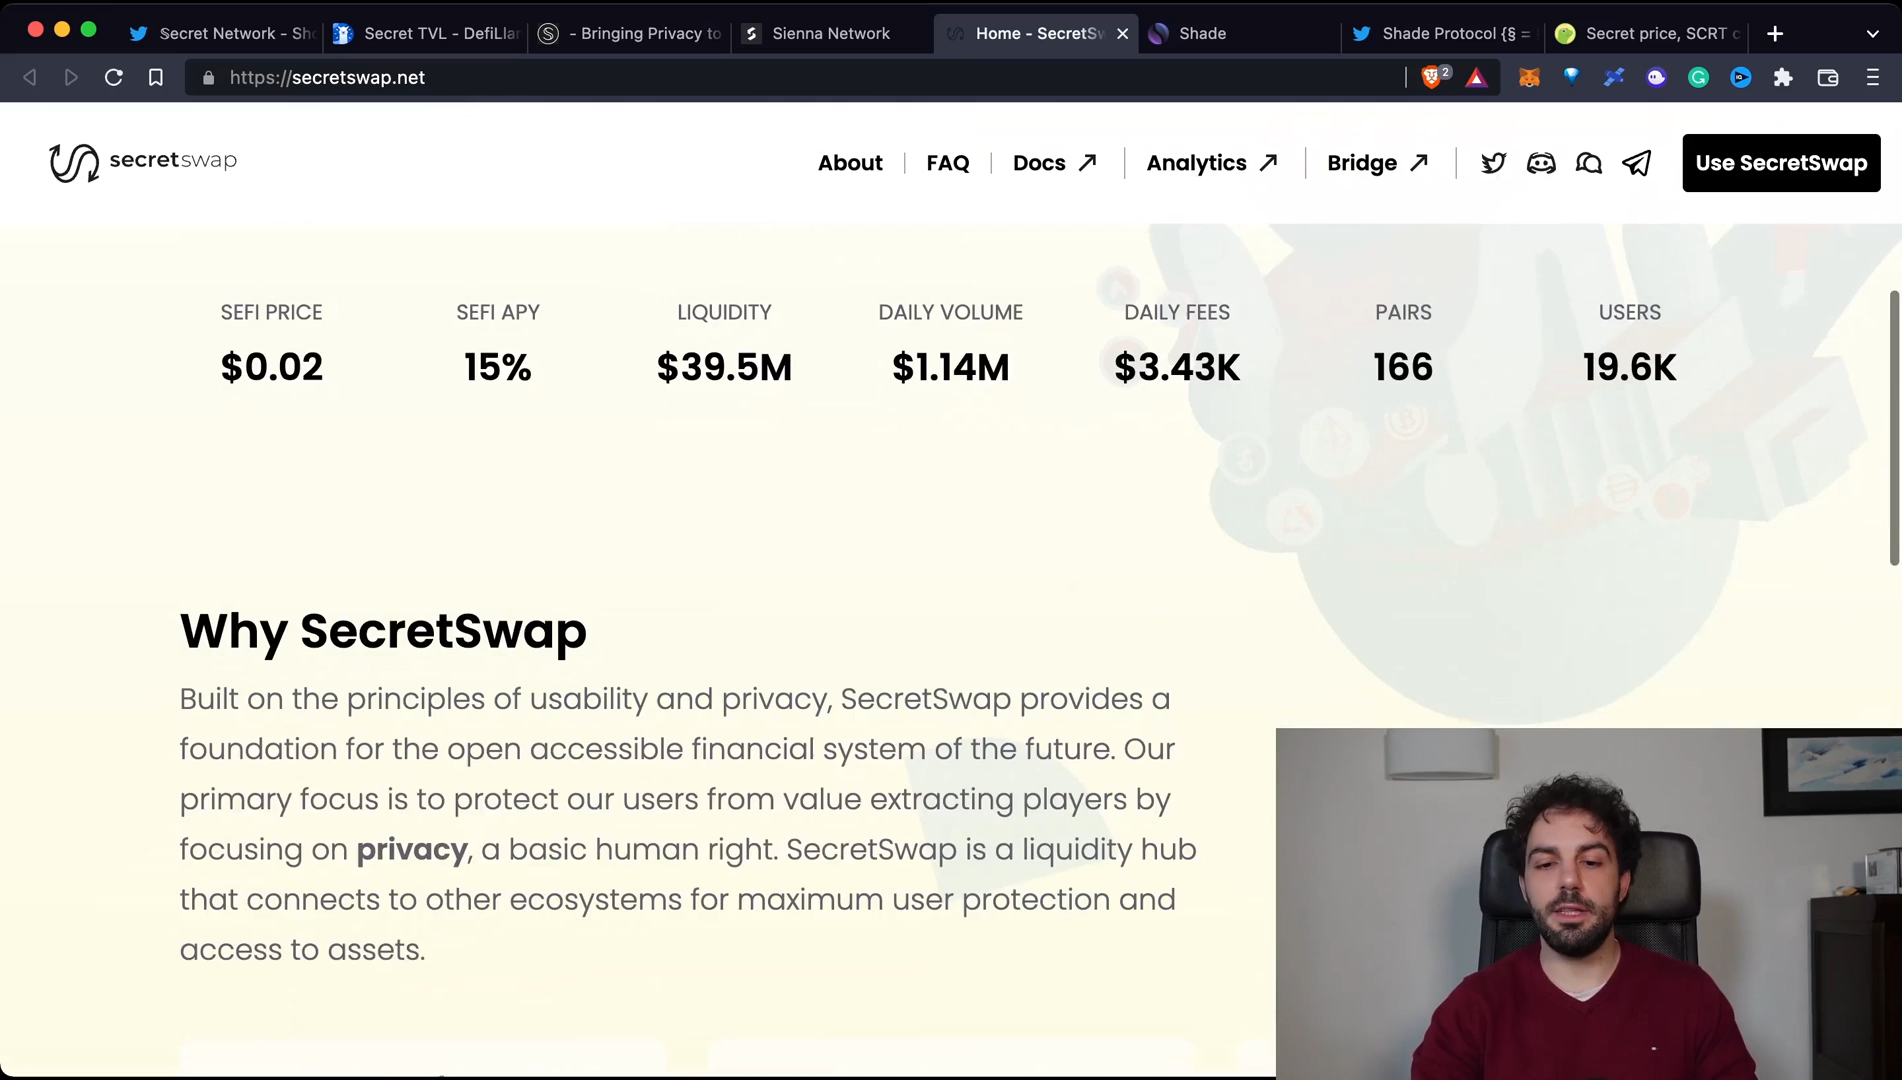 Secret Network - Sho
Secret TVL - DefiLlan
- Bringing Privacy to
Sienna Network
Home - SecretSw
Shade
Shade Protocol {§ =
Secret price, SCRT c
https://secretswap.net
2
secretswap
About
FAQ
Docs
Analytics
Bridge
Use SecretSwap
SEFI PRICE
SEFI APY
LIQUIDITY
DAILY VOLUME
DAILY FEES
PAIRS
USERS
$0.02
15%
$39.5M
$1.14M
$3.43K
166
19.6K
Why SecretSwap
Built on the principles of usability and privacy, SecretSwap provides a
foundation for the open accessible financial system of the future. Our
primary focus is to protect our users from value extracting players by
focusing on privacy, a basic human right. SecretSwap is a liquidity hub
that connects to other ecosystems for maximum user protection and
access to assets.